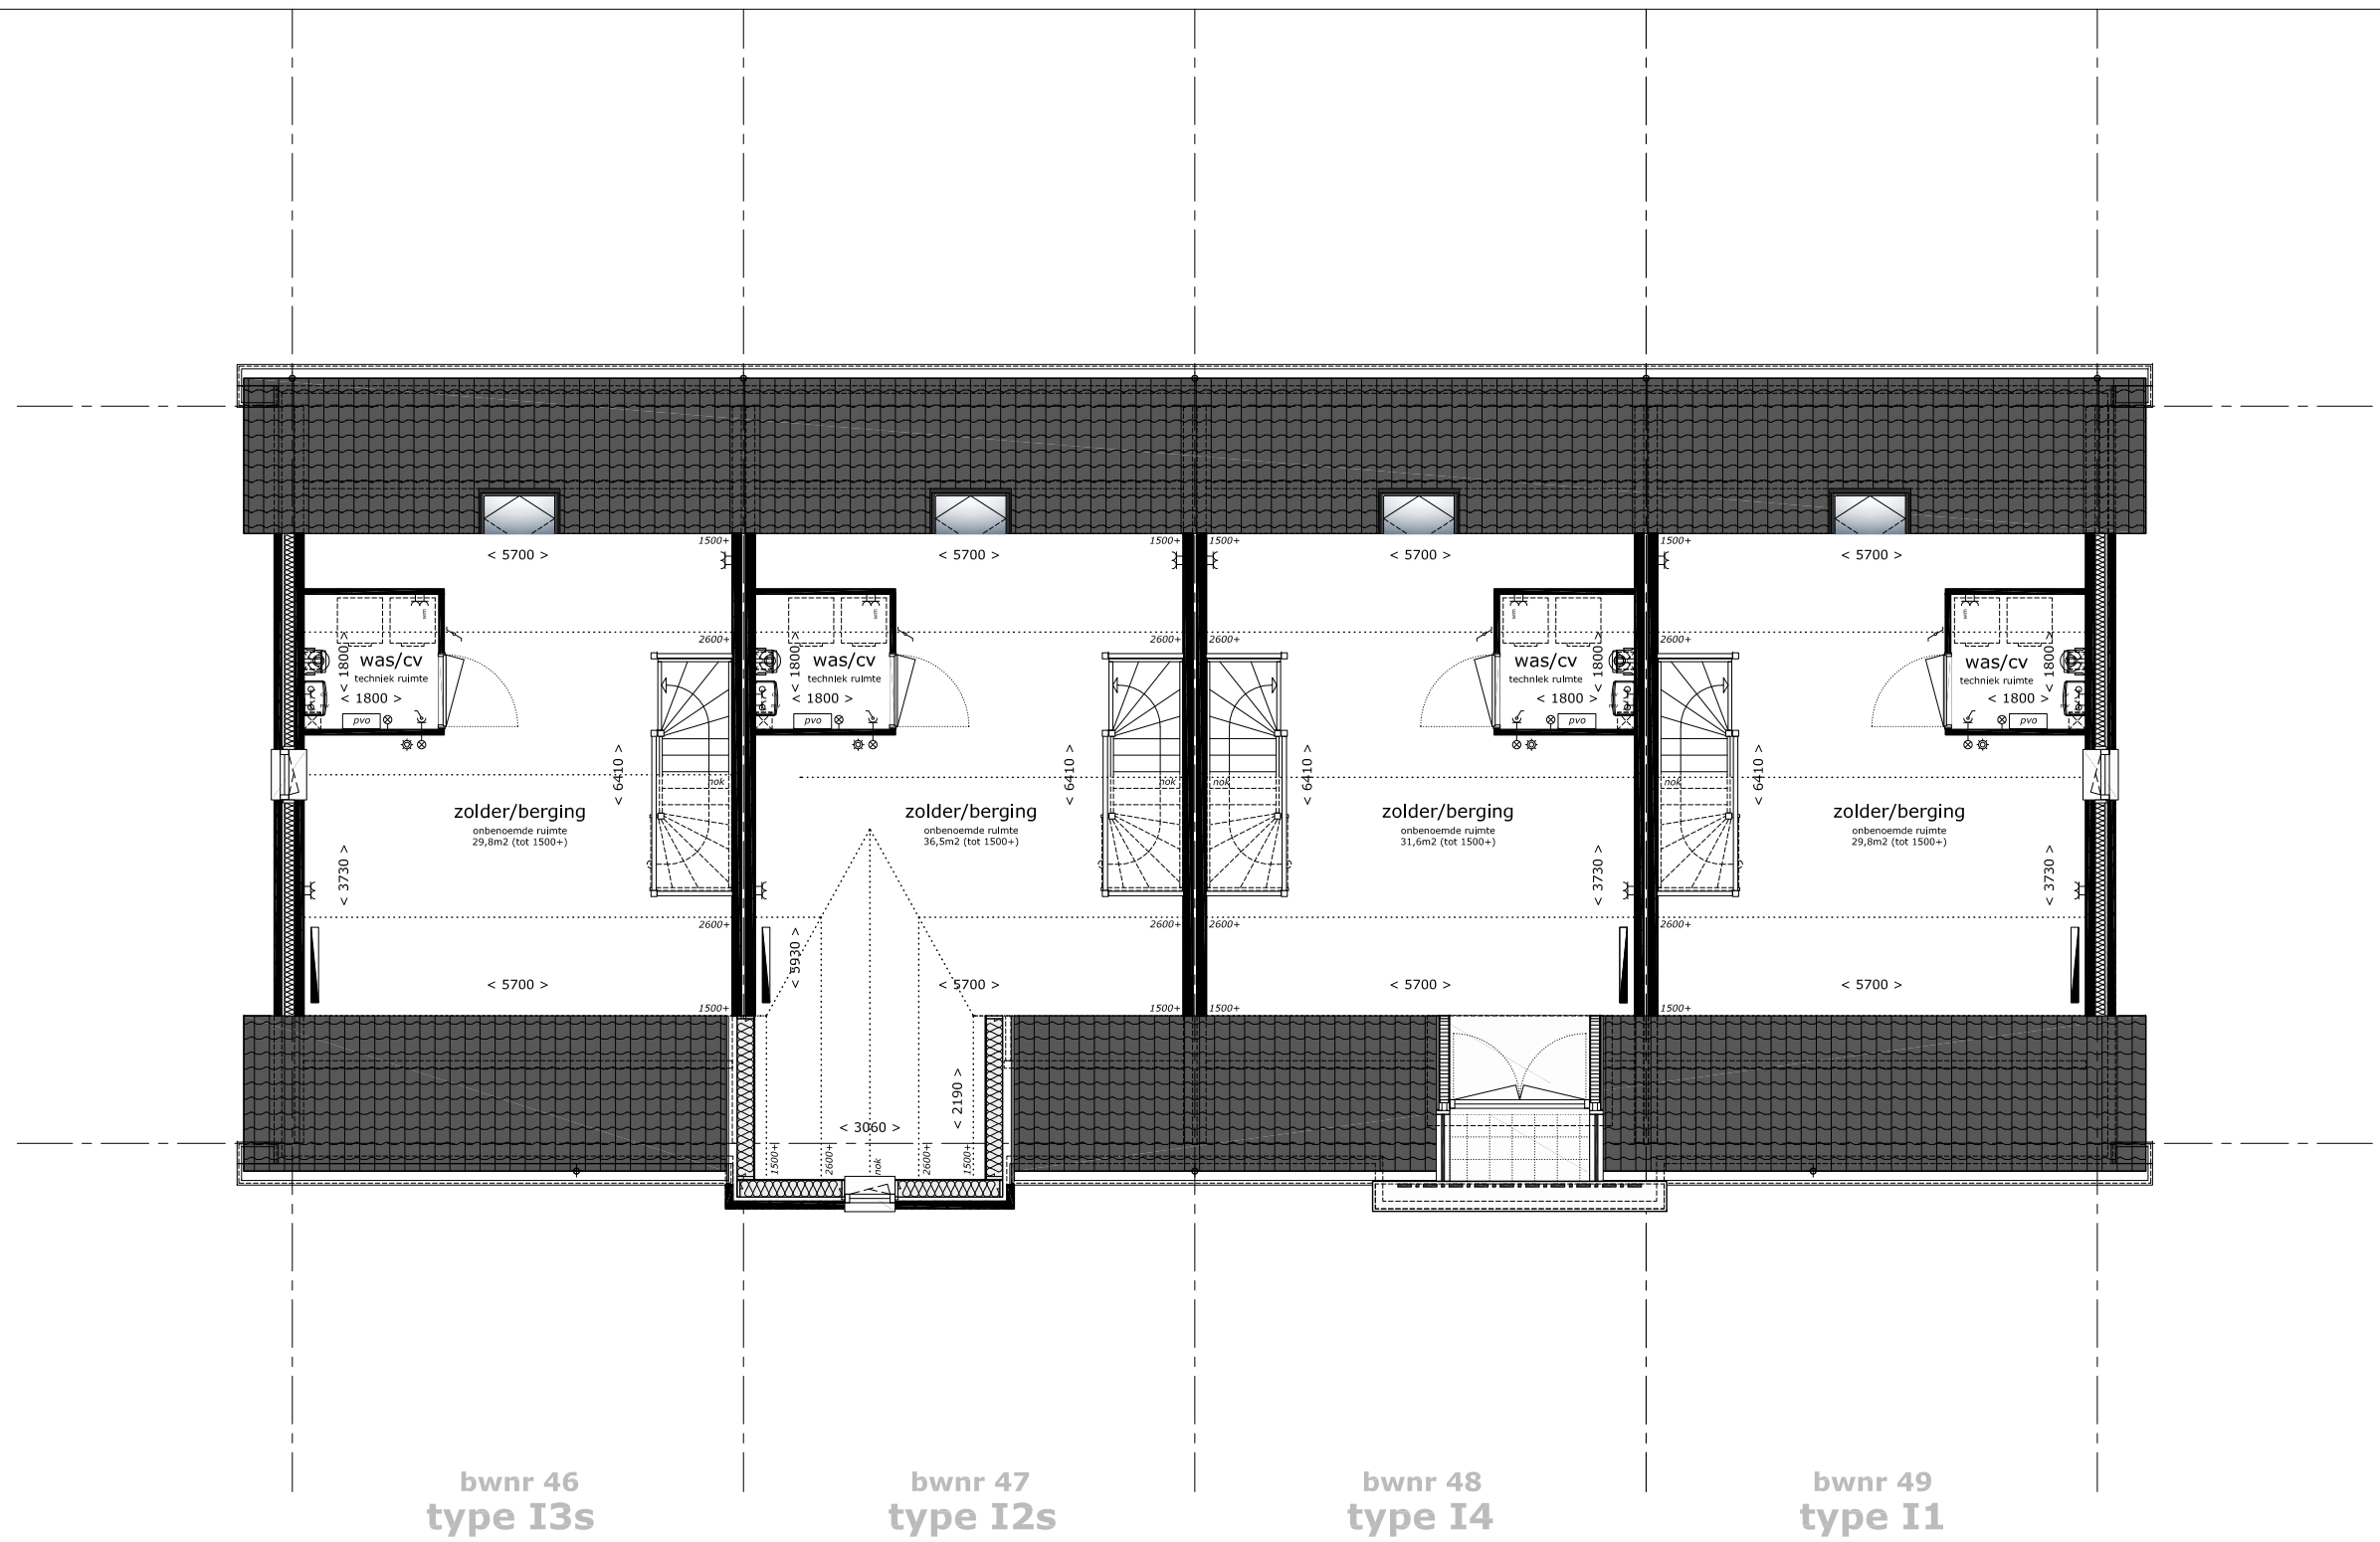 < 5700 >
1500+
< 5700 >
1500+
1500+
< 5700 >
1500+
< 5700 >
wm
wm
wm
wm
2600+
2600+
2600+
2600+
was/cv
techniek ruimte
< 1800 >
< 1800 >
pvo
was/cv
techniek ruimte
< 1800 >
< 1800 >
pvo
was/cv
techniek ruimte
< 1800 >
< 1800 >
pvo
was/cv
techniek ruimte
< 1800 >
< 1800 >
pvo
< 6410 >
nok
< 6410 >
nok
nok
< 6410 >
nok
< 6410 >
zolder/berging
onbenoemde ruimte
29,8m2 (tot 1500+)
zolder/berging
onbenoemde ruimte
36,5m2 (tot 1500+)
zolder/berging
onbenoemde ruimte
31,6m2 (tot 1500+)
zolder/berging
onbenoemde ruimte
29,8m2 (tot 1500+)
< 3730 >
< 3730 >
< 3730 >
2600+
2600+
2600+
2600+
< 5930 >
< 5700 >
< 5700 >
< 5700 >
< 5700 >
1500+
1500+
1500+
1500+
< 2190 >
< 3060 >
1500+
2600+
nok
2600+
1500+
bwnr 46
type I3s
bwnr 47
type I2s
bwnr 48
type I4
bwnr 49
type I1